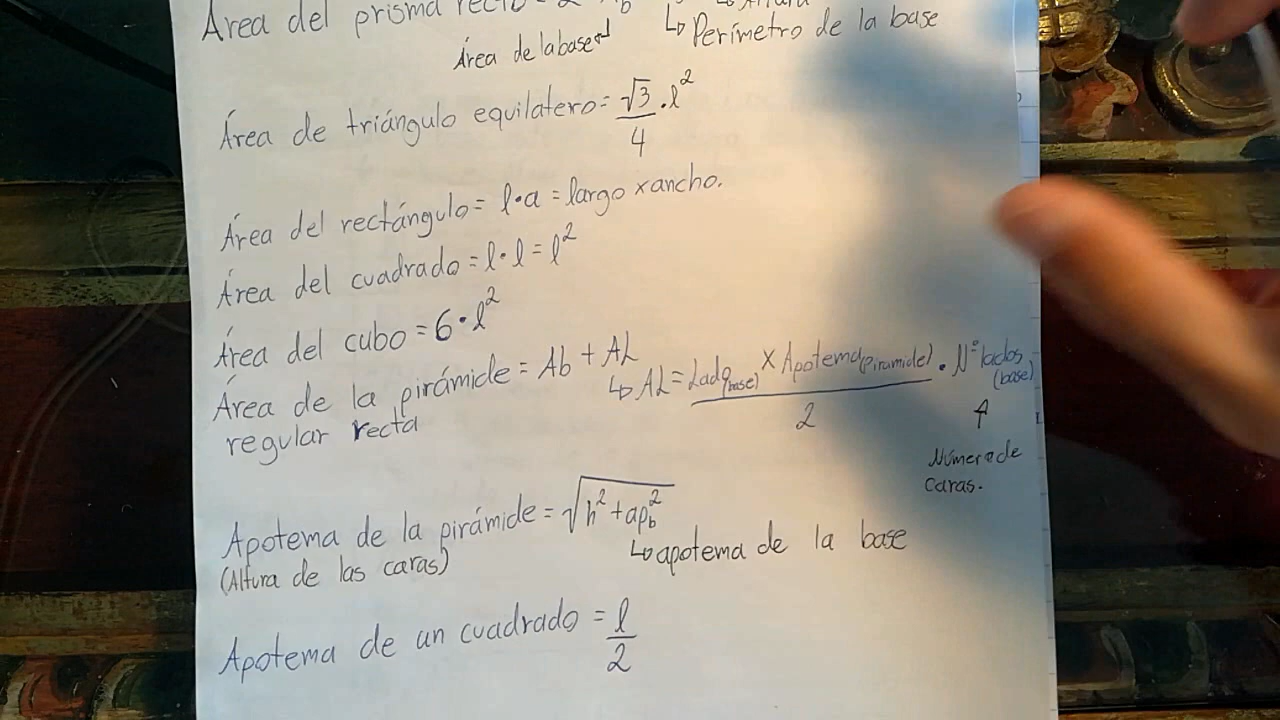 Área del prisma recto = 2
Altura
Área de la base
↳ Perímetro de la base
Área de triángulo equilatero = √3/4 · l²
Área del rectángulo = l·a = largo x ancho.
Área del cuadrado = l·l = l²
Área del cubo = 6·l²
Área de la pirámide = Ab + AL
regular recta
↳ AL = Lado(base) x Apotema(piramide) / 2 · N° lados (base)
Número de
caras.
Apotema de la pirámide = √h² + apb²
(Altura de las caras)
↳ apotema de la base
Apotema de un cuadrado = l/2